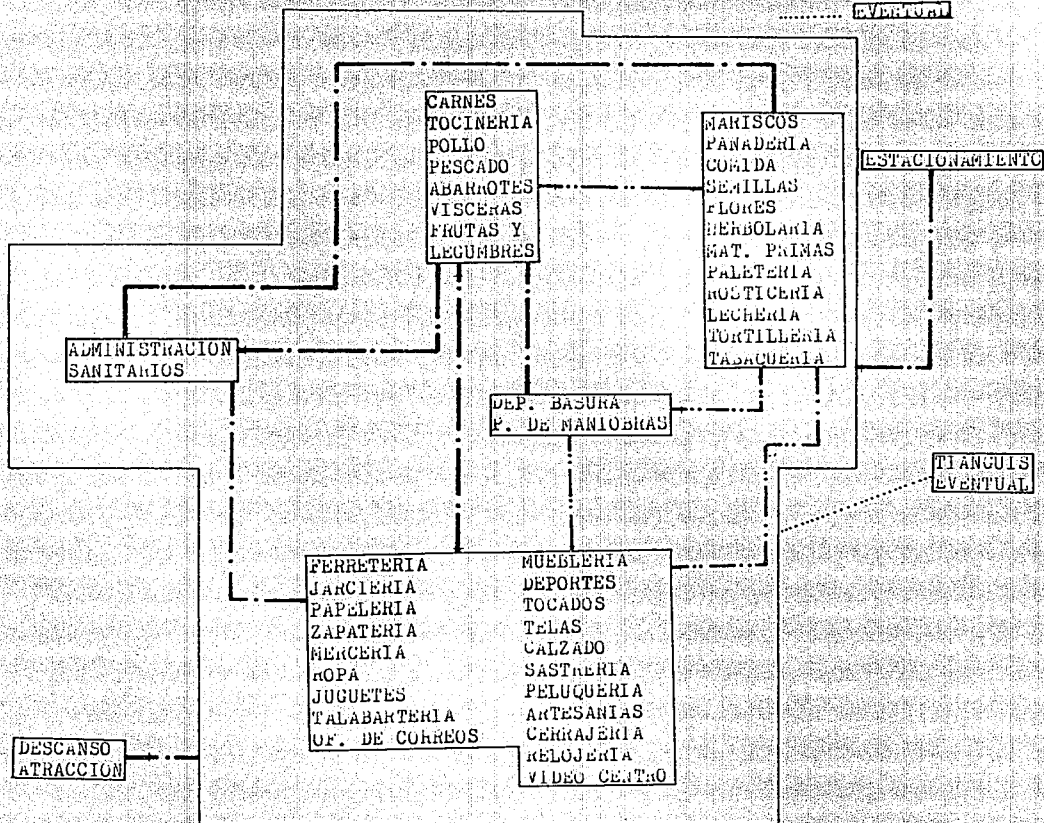 EVENTUAL
CARNES
TOCINERIA
POLLO
PESCADO
ABARROTES
VISCERAS
FRUTAS Y
LEGUMBRES
MARISCOS
PANADERIA
COMIDA
SEMILLAS
FLORES
HERBOLARIA
MAT. PRIMAS
PALETERIA
ROSTICERIA
LECHERIA
TORTILLERIA
TABAQUERIA
ESTACIONAMIENTO
ADMINISTRACION
SANITARIOS
DEP. BASURA
P. DE MANIOBRAS
TIANGUIS
EVENTUAL
FERRETERIA
JARCIERIA
PAPELERIA
ZAPATERIA
MERCERIA
ROPA
JUGUETES
TALABARTERIA
OF. DE CORREOS
MUEBLERIA
DEPORTES
TOCADOS
TELAS
CALZADO
SASTRERIA
PELUQUERIA
ARTESANIAS
CERRAJERIA
RELOJERIA
VIDEO CENTRO
DESCANSO
ATRACCION